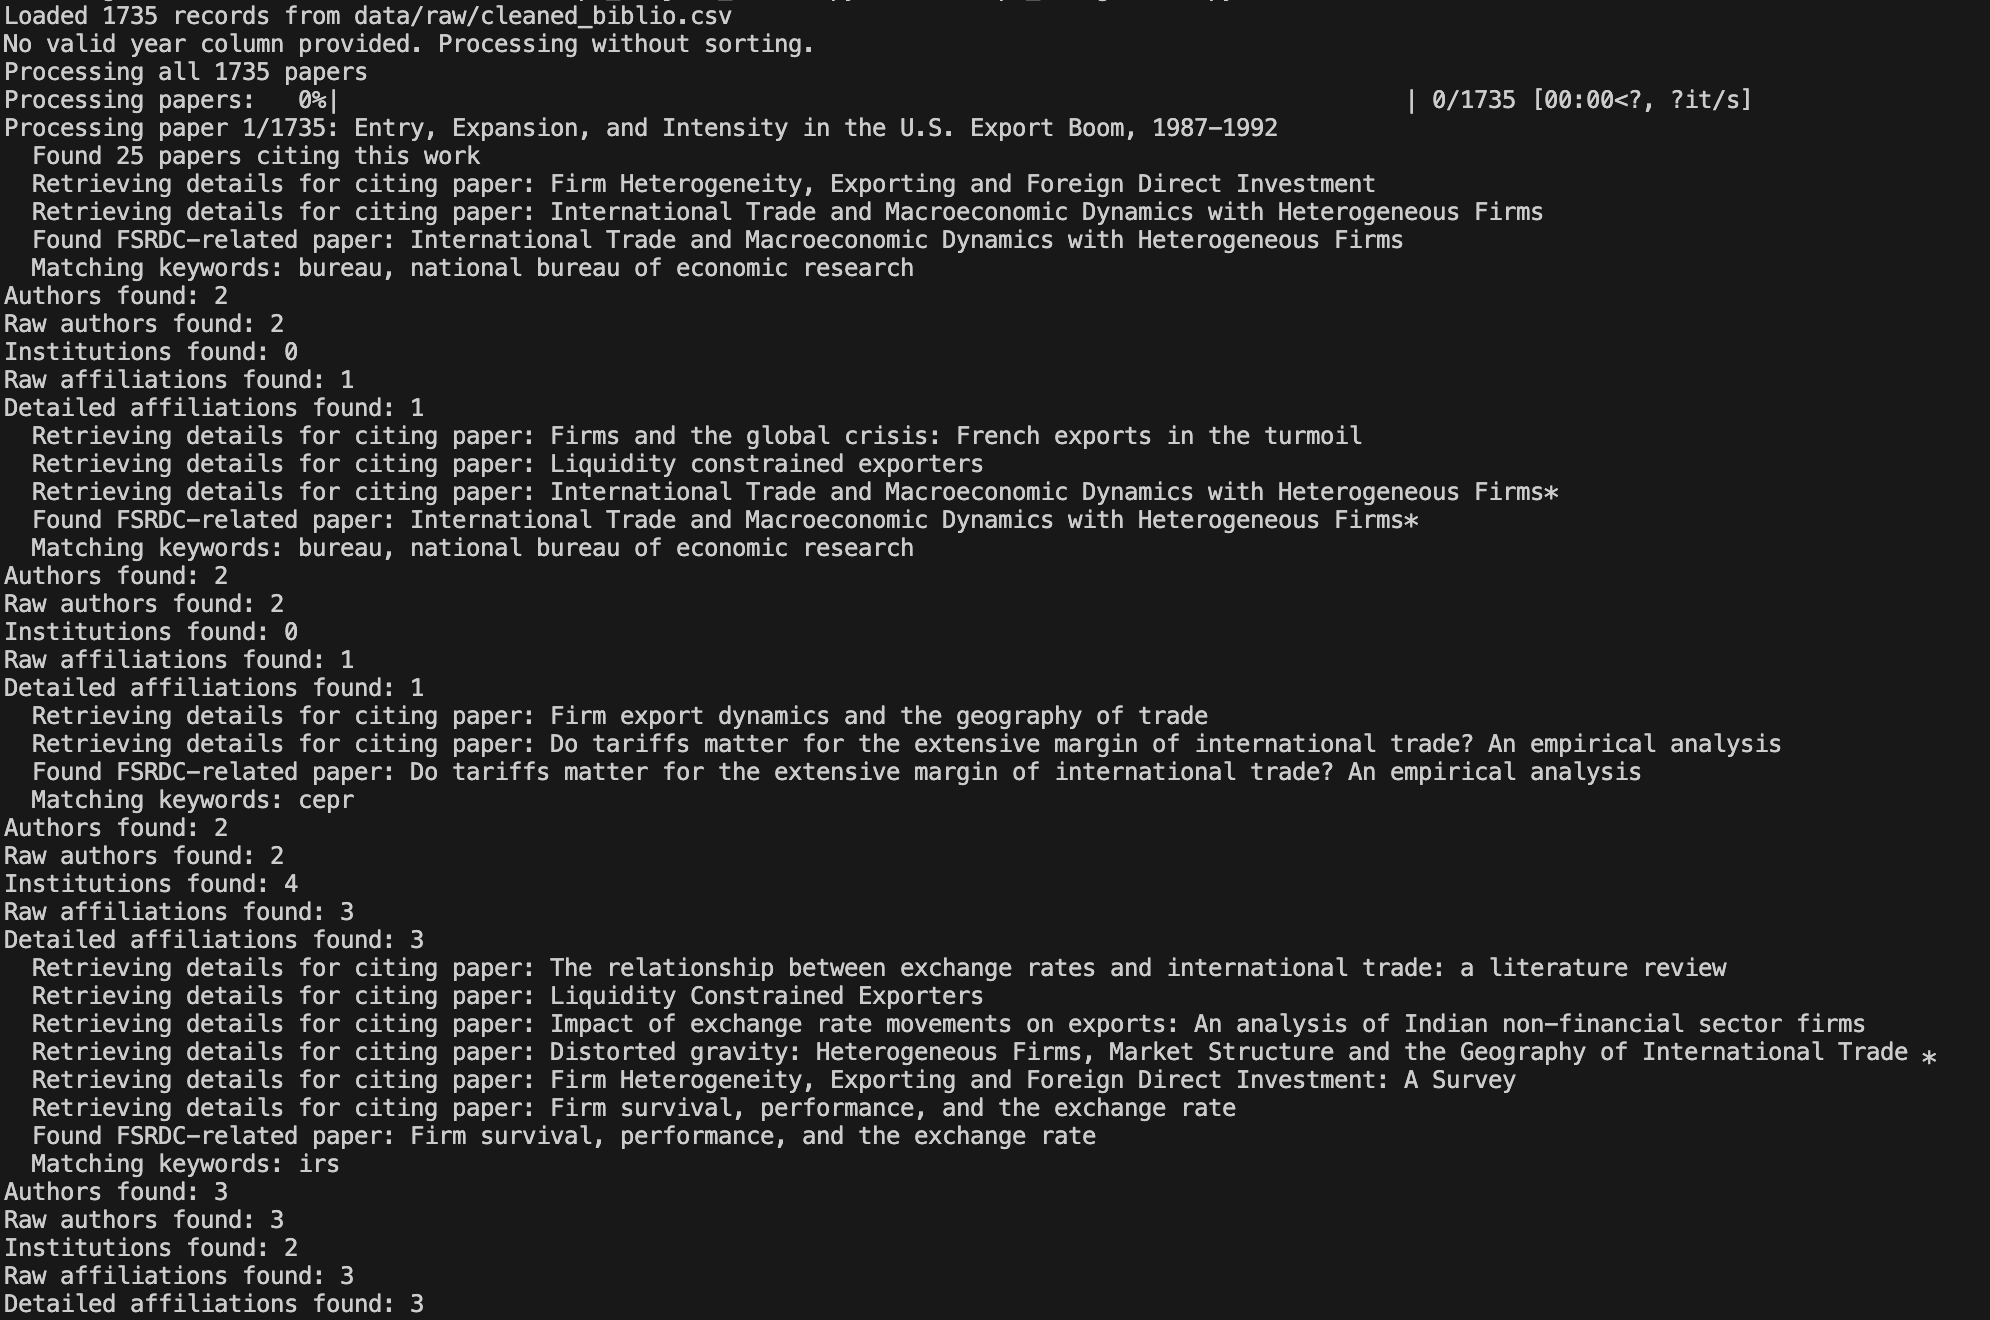 Loaded 1735 records from data/raw/cleaned_biblio.csv
No valid year column provided. Processing without sorting.
Processing all 1735 papers
Processing papers:   0%|                                                                             | 0/1735 [00:00<?, ?it/s]
Processing paper 1/1735: Entry, Expansion, and Intensity in the U.S. Export Boom, 1987–1992
  Found 25 papers citing this work
  Retrieving details for citing paper: Firm Heterogeneity, Exporting and Foreign Direct Investment
  Retrieving details for citing paper: International Trade and Macroeconomic Dynamics with Heterogeneous Firms
  Found FSRDC-related paper: International Trade and Macroeconomic Dynamics with Heterogeneous Firms
  Matching keywords: bureau, national bureau of economic research
Authors found: 2
Raw authors found: 2
Institutions found: 0
Raw affiliations found: 1
Detailed affiliations found: 1
  Retrieving details for citing paper: Firms and the global crisis: French exports in the turmoil
  Retrieving details for citing paper: Liquidity constrained exporters
  Retrieving details for citing paper: International Trade and Macroeconomic Dynamics with Heterogeneous Firms*
  Found FSRDC-related paper: International Trade and Macroeconomic Dynamics with Heterogeneous Firms*
  Matching keywords: bureau, national bureau of economic research
Authors found: 2
Raw authors found: 2
Institutions found: 0
Raw affiliations found: 1
Detailed affiliations found: 1
  Retrieving details for citing paper: Firm export dynamics and the geography of trade
  Retrieving details for citing paper: Do tariffs matter for the extensive margin of international trade? An empirical analysis
  Found FSRDC-related paper: Do tariffs matter for the extensive margin of international trade? An empirical analysis
  Matching keywords: cepr
Authors found: 2
Raw authors found: 2
Institutions found: 4
Raw affiliations found: 3
Detailed affiliations found: 3
  Retrieving details for citing paper: The relationship between exchange rates and international trade: a literature review
  Retrieving details for citing paper: Liquidity Constrained Exporters
  Retrieving details for citing paper: Impact of exchange rate movements on exports: An analysis of Indian non-financial sector firms
  Retrieving details for citing paper: Distorted gravity: Heterogeneous Firms, Market Structure and the Geography of International Trade *
  Retrieving details for citing paper: Firm Heterogeneity, Exporting and Foreign Direct Investment: A Survey
  Retrieving details for citing paper: Firm survival, performance, and the exchange rate
  Found FSRDC-related paper: Firm survival, performance, and the exchange rate
  Matching keywords: irs
Authors found: 3
Raw authors found: 3
Institutions found: 2
Raw affiliations found: 3
Detailed affiliations found: 3